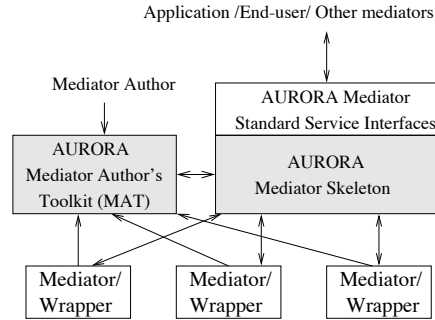 Application /End-user/ Other mediators
Mediator Author
AURORA Mediator
Standard Service Interfaces
AURORA
Mediator Author's
Toolkit (MAT)
AURORA
Mediator Skeleton
Mediator/
Wrapper
Mediator/
Wrapper
Mediator/
Wrapper